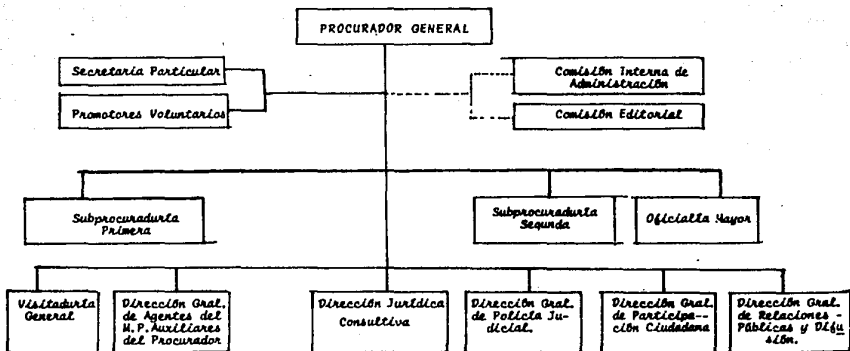 PROCURADOR GENERAL
Secretaría Particular
Promotores Voluntarios
Comisión Interna de
Administración
Comisión Editorial
Subprocuraduría
Primera
Subprocuraduría
Segunda
Oficialía Mayor
Visitaduría
General
Dirección Gral.
de Agentes del
M.P. Auxiliares
del Procurador
Dirección Jurídica
Consultiva
Dirección Gral.
de Policía Ju-
dicial.
Dirección Gral.
de Participa--
ción Ciudadana
Dirección Gral.
de Relaciones -
Públicas y Difu
sión.